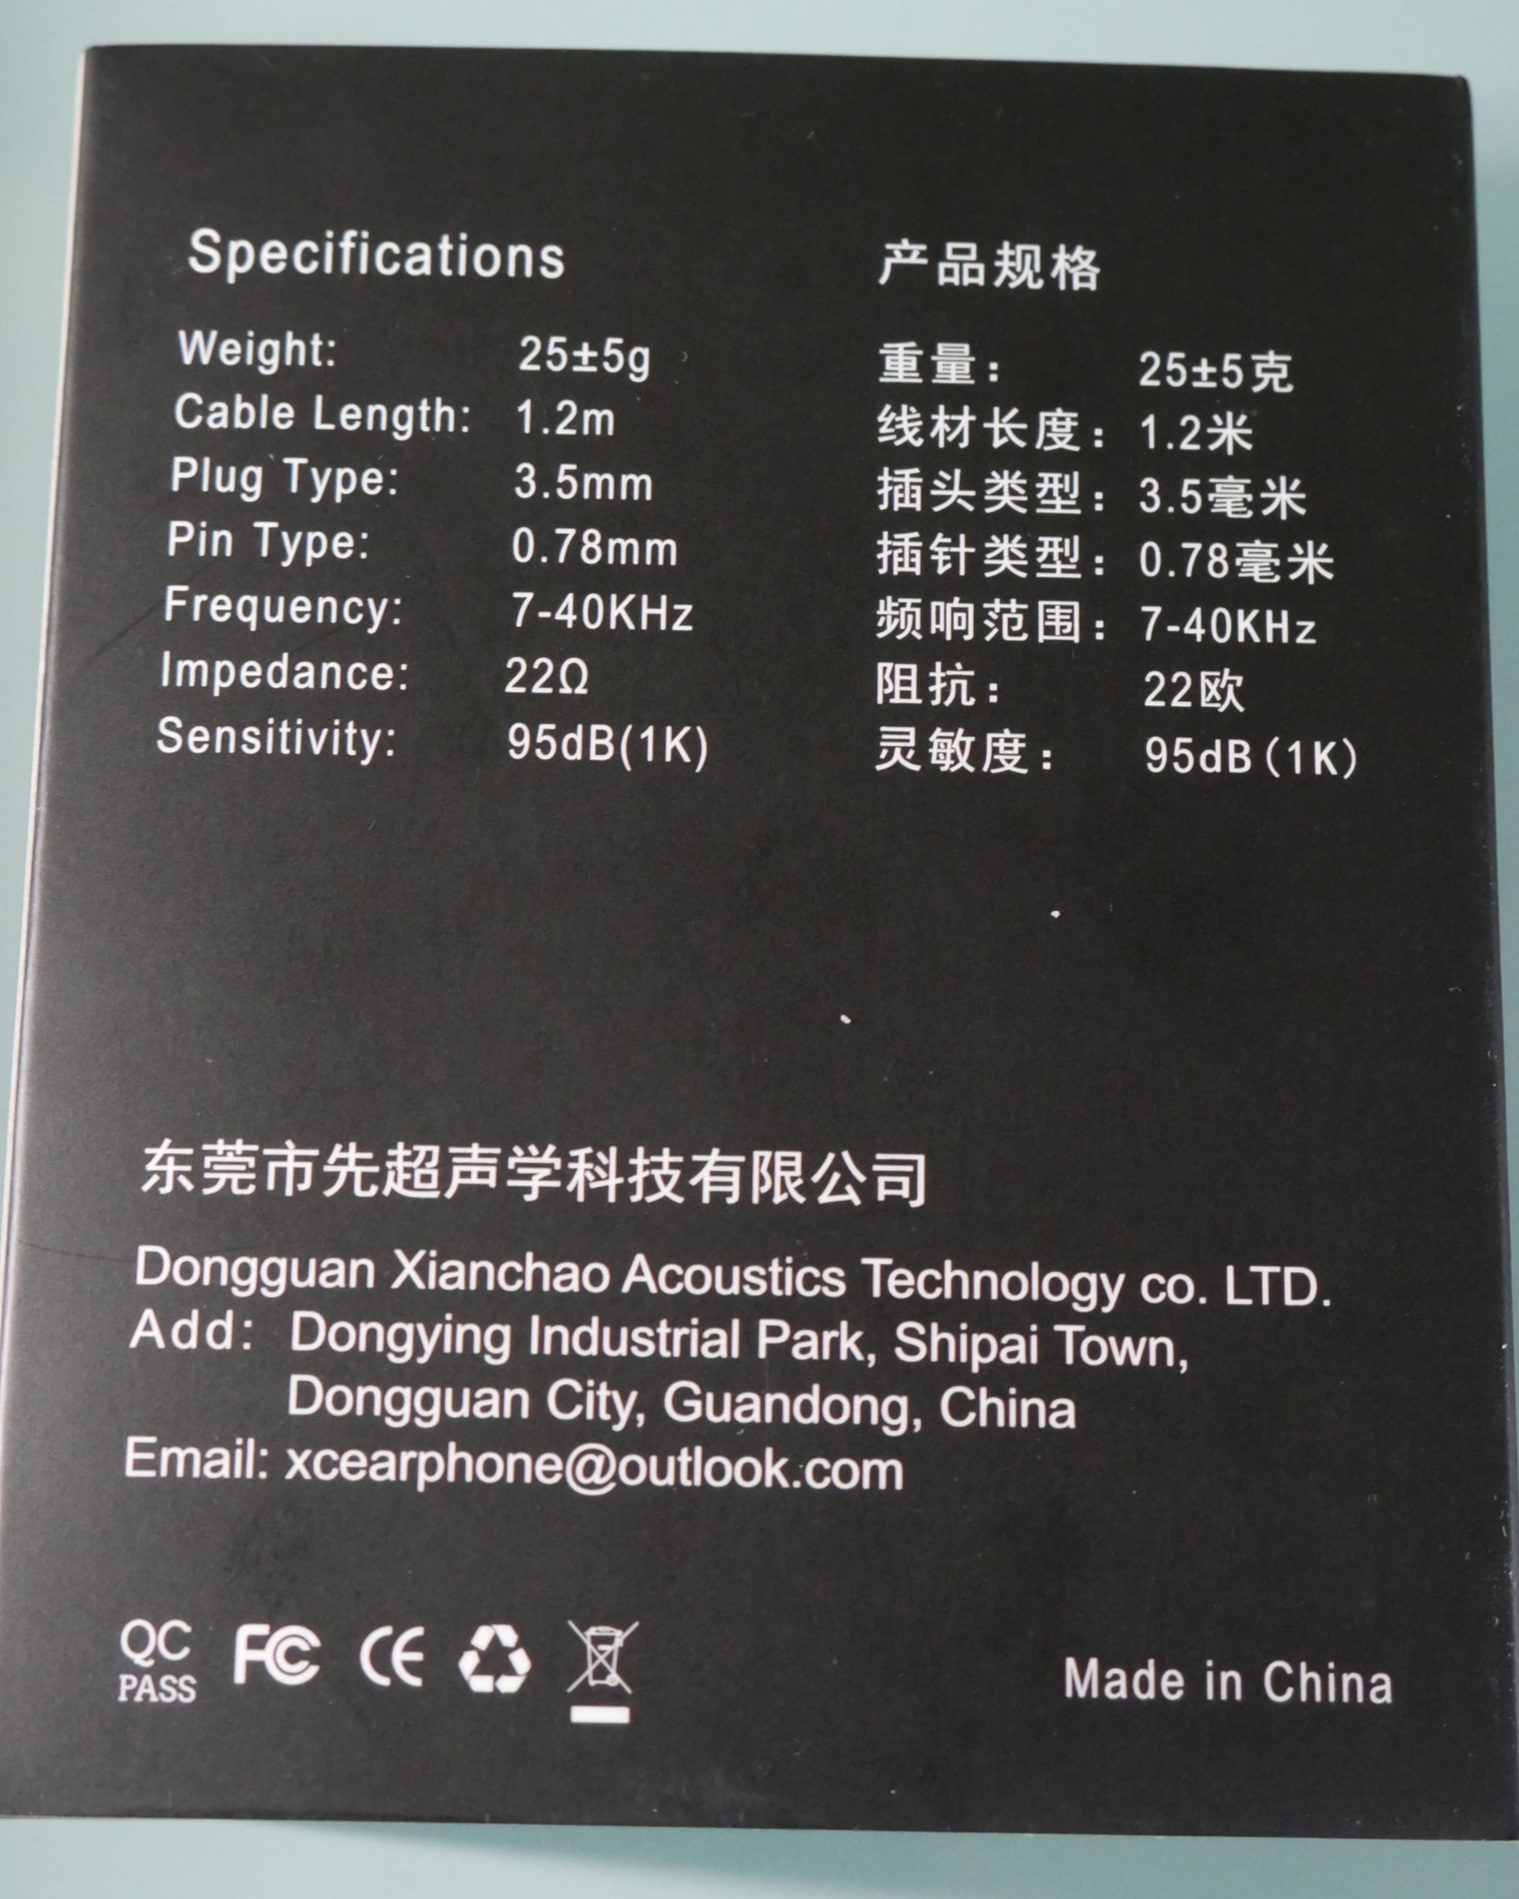 Specifications
Weight: 25±5g
Cable Length: 1.2m
Plug Type: 3.5mm
Pin Type: 0.78mm
Frequency: 7-40KHz
Impedance: 22Ω
Sensitivity: 95dB(1K)
产品规格
重量： 25±5克
线材长度：1.2米
插头类型：3.5毫米
插针类型：0.78毫米
频响范围：7-40KHz
阻抗： 22欧
灵敏度： 95dB（1K）
东莞市先超声学科技有限公司
Dongguan Xianchao Acoustics Technology co. LTD.
Add: Dongying Industrial Park, Shipai Town,
Dongguan City, Guandong, China
Email: xcearphone@outlook.com
QC
PASS
FC CE
Made in China